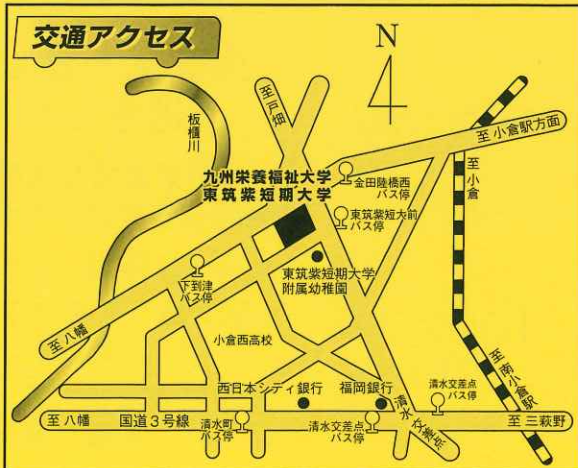 交通アクセス
N
板櫃川
至戸畑
至小倉駅方面
至小倉
九州栄養福祉大学
東筑紫短期大学
金田陸橋西
バス停
東筑紫短大前
バス停
東筑紫短期大学
附属幼稚園
下到津
バス停
至八幡
小倉西高校
至南小倉駅
西日本シティ銀行
福岡銀行
清水交差点
バス停
至八幡
国道3号線
清水町
バス停
清水交差点
バス停
清水交差点
至三萩野